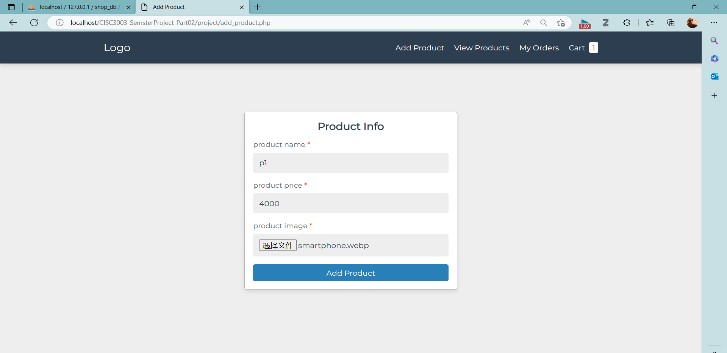 localhost / 127.0.0.1 / shop_db /
Add Product
localhost/CISC3003-SemsterProject-Part02/project/add_product.php
Logo
Add Product View Products My Orders Cart 1
Product Info
product name *
p1
product price *
4000
product image *
选择文件 smartphone.webp
Add Product